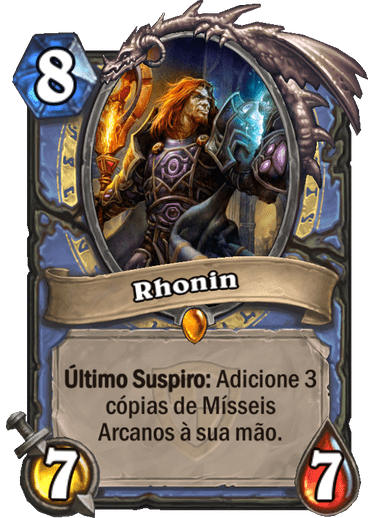 8
Rhonin
Último Suspiro: Adicione 3
cópias de Mísseis
Arcanos à sua mão.
7
7